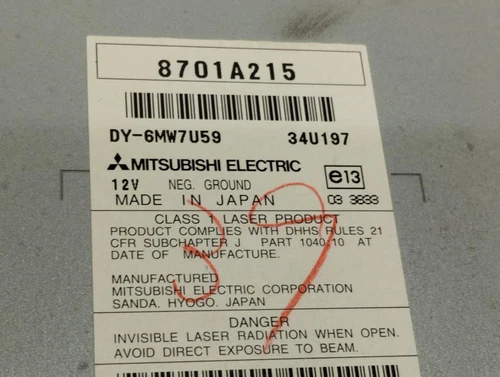 8701A215
DY-6MW7U59 34U197
MITSUBISHI ELECTRIC
12V NEG. GROUND e13
MADE IN JAPAN 03 3633
CLASS 1 LASER PRODUCT
PRODUCT COMPLIES WITH DHHS RULES 21
CFR SUBCHAPTER J PART 1040.10 AT
DATE OF MANUFACTURE.
MANUFACTURED
MITSUBISHI ELECTRIC CORPORATION
SANDA, HYOGO, JAPAN
DANGER
INVISIBLE LASER RADIATION WHEN OPEN.
AVOID DIRECT EXPOSURE TO BEAM.